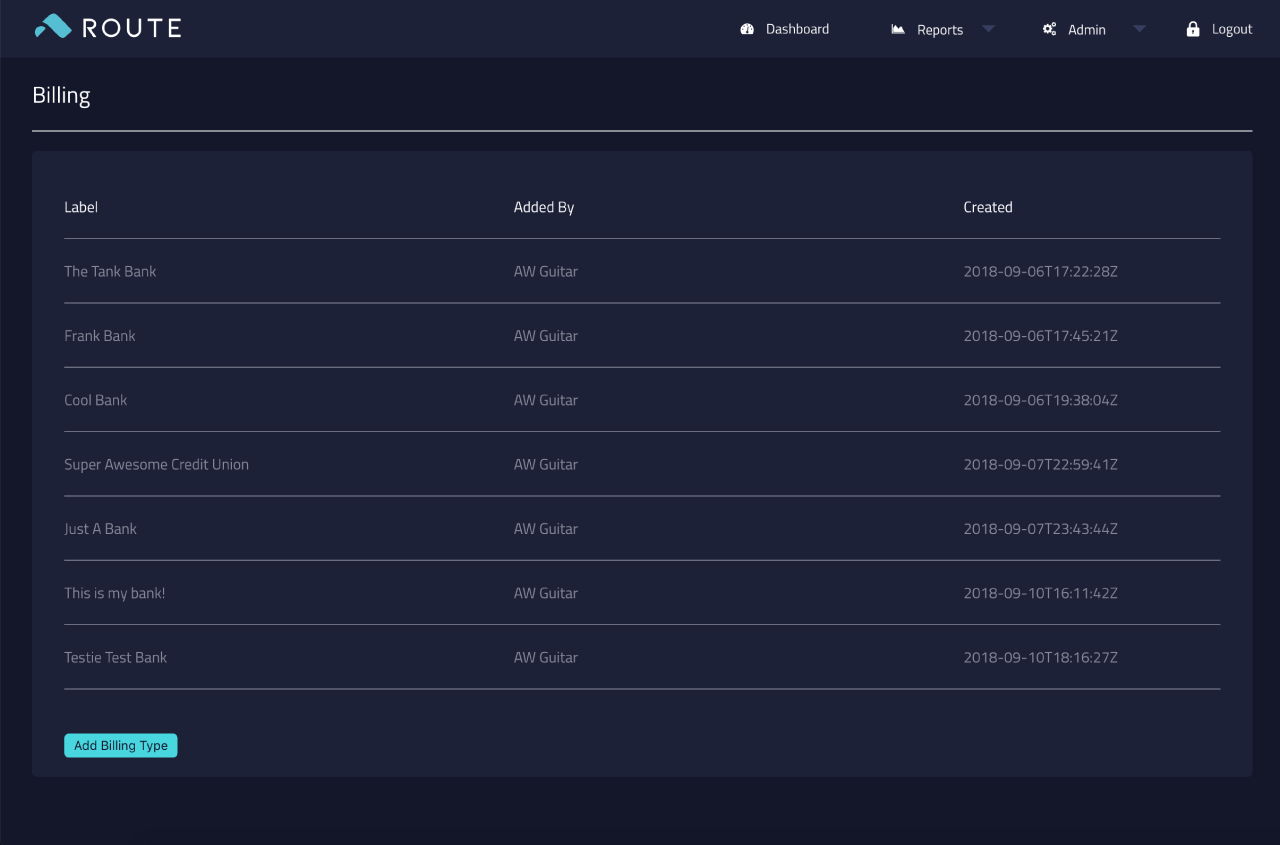 ROUTE Dashboard Reports Admin Logout
Billing
Label Added By Created
The Tank Bank AW Guitar 2018-09-06T17:22:28Z
Frank Bank AW Guitar 2018-09-06T17:45:21Z
Cool Bank AW Guitar 2018-09-06T19:38:04Z
Super Awesome Credit Union AW Guitar 2018-09-07T22:59:41Z
Just A Bank AW Guitar 2018-09-07T23:43:44Z
This is my bank! AW Guitar 2018-09-10T16:11:42Z
Testie Test Bank AW Guitar 2018-09-10T18:16:27Z
Add Billing Type